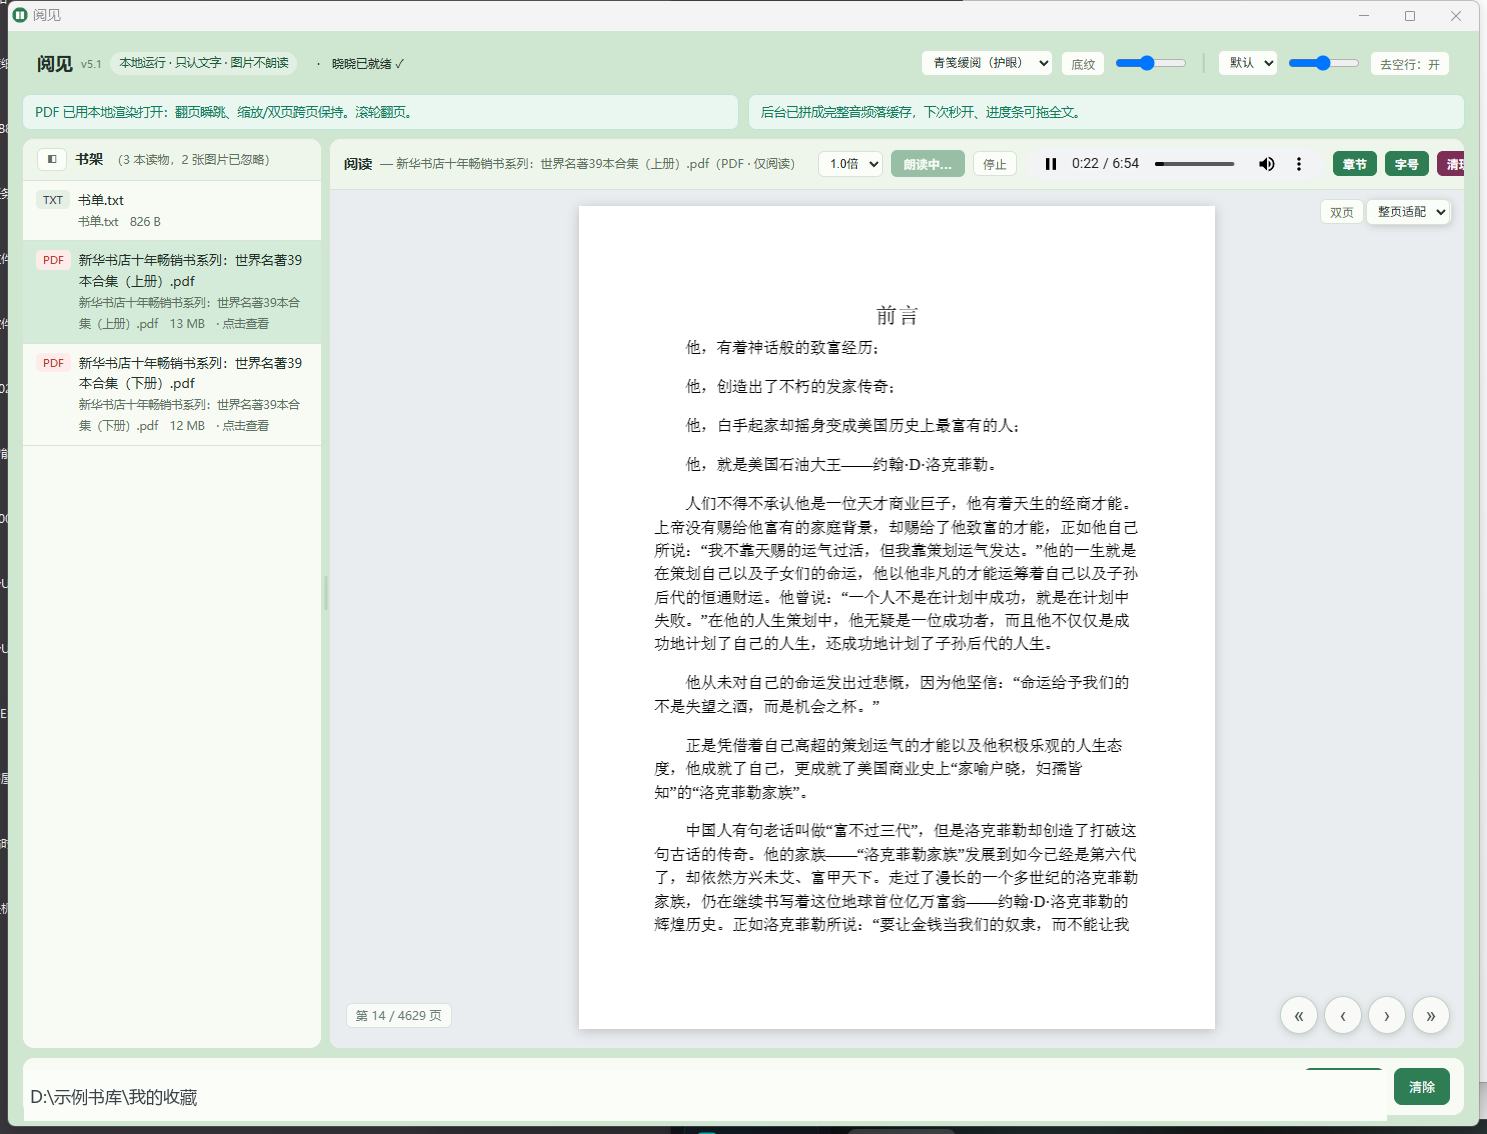 阅见
阅见 v5.1 本地运行 · 只认文字 · 图片不朗读 · 晓晓已就绪 ✓ 青笺缓阅（护眼） 底纹 默认 去空行：开
PDF 已用本地渲染打开：翻页瞬跳、缩放/双页跨页保持。滚轮翻页。
后台已拼成完整音频落缓存，下次秒开、进度条可拖全文。
书架 （3 本读物，2 张图片已忽略）
TXT 书单.txt
书单.txt 826 B
PDF 新华书店十年畅销书系列：世界名著39
本合集（上册）.pdf
新华书店十年畅销书系列：世界名著39本合
集（上册）.pdf 13 MB · 点击查看
PDF 新华书店十年畅销书系列：世界名著39
本合集（下册）.pdf
新华书店十年畅销书系列：世界名著39本合
集（下册）.pdf 12 MB · 点击查看
阅读 — 新华书店十年畅销书系列：世界名著39本合集（上册）.pdf（PDF · 仅阅读） 1.0倍 朗读中... 停止 0:22 / 6:54 章节 字号
双页 整页适配
前言
他，有着神话般的致富经历；
他，创造出了不朽的发家传奇；
他，白手起家却摇身变成美国历史上最富有的人；
他，就是美国石油大王——约翰·D·洛克菲勒。
人们不得不承认他是一位天才商业巨子，他有着天生的经商才能。
上帝没有赐给他富有的家庭背景，却赐给了他致富的才能，正如他自己
所说：“我不靠天赐的运气过活，但我靠策划运气发达。”他的一生就是
在策划自己以及子女们的命运，他以他非凡的才能运筹着自己以及子孙
后代的恒通财运。他曾说：“一个人不是在计划中成功，就是在计划中
失败。”在他的人生策划中，他无疑是一位成功者，而且他不仅仅是成
功地计划了自己的人生，还成功地计划了子孙后代的人生。
他从未对自己的命运发出过悲慨，因为他坚信：“命运给予我们的
不是失望之酒，而是机会之杯。”
正是凭借着自己高超的策划运气的才能以及他积极乐观的人生态
度，他成就了自己，更成就了美国商业史上“家喻户晓，妇孺皆
知”的“洛克菲勒家族”。
中国人有句老话叫做“富不过三代”，但是洛克菲勒却创造了打破这
句古话的传奇。他的家族——“洛克菲勒家族”发展到如今已经是第六代
了，却依然方兴未艾、富甲天下。走过了漫长的一个多世纪的洛克菲勒
家族，仍在继续书写着这位地球首位亿万富翁——约翰·D·洛克菲勒的
辉煌历史。正如洛克菲勒所说：“要让金钱当我们的奴隶，而不能让我
第 14 / 4629 页
« ‹ › »
D:\示例书库\我的收藏
清除